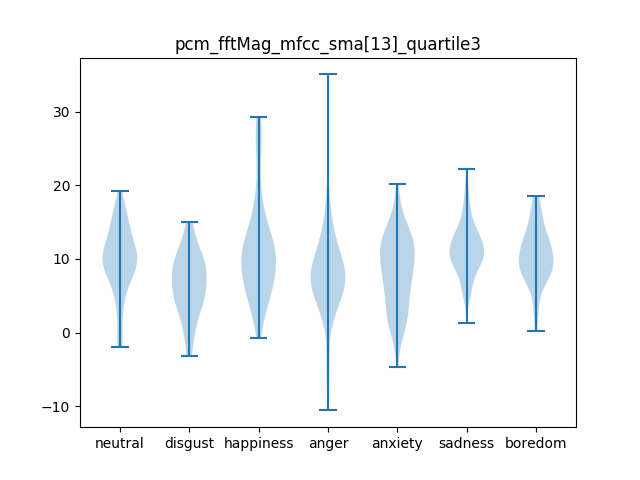 pcm_fftMag_mfcc_sma[13]_quartile3
30
20
10
0
−10
neutral disgust happiness anger anxiety sadness boredom